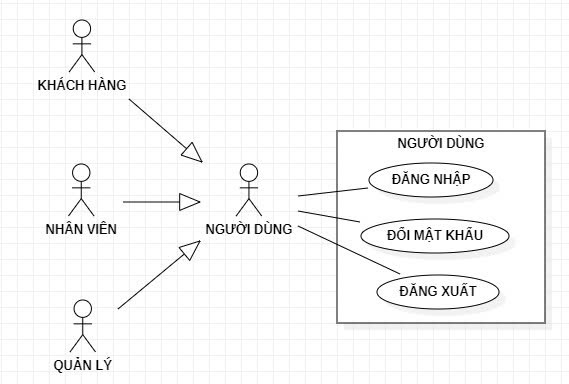 KHÁCH HÀNG
NGƯỜI DÙNG
ĐĂNG NHẬP
NHÂN VIÊN
NGƯỜI DÙNG
ĐỔI MẬT KHẨU
ĐĂNG XUẤT
QUẢN LÝ